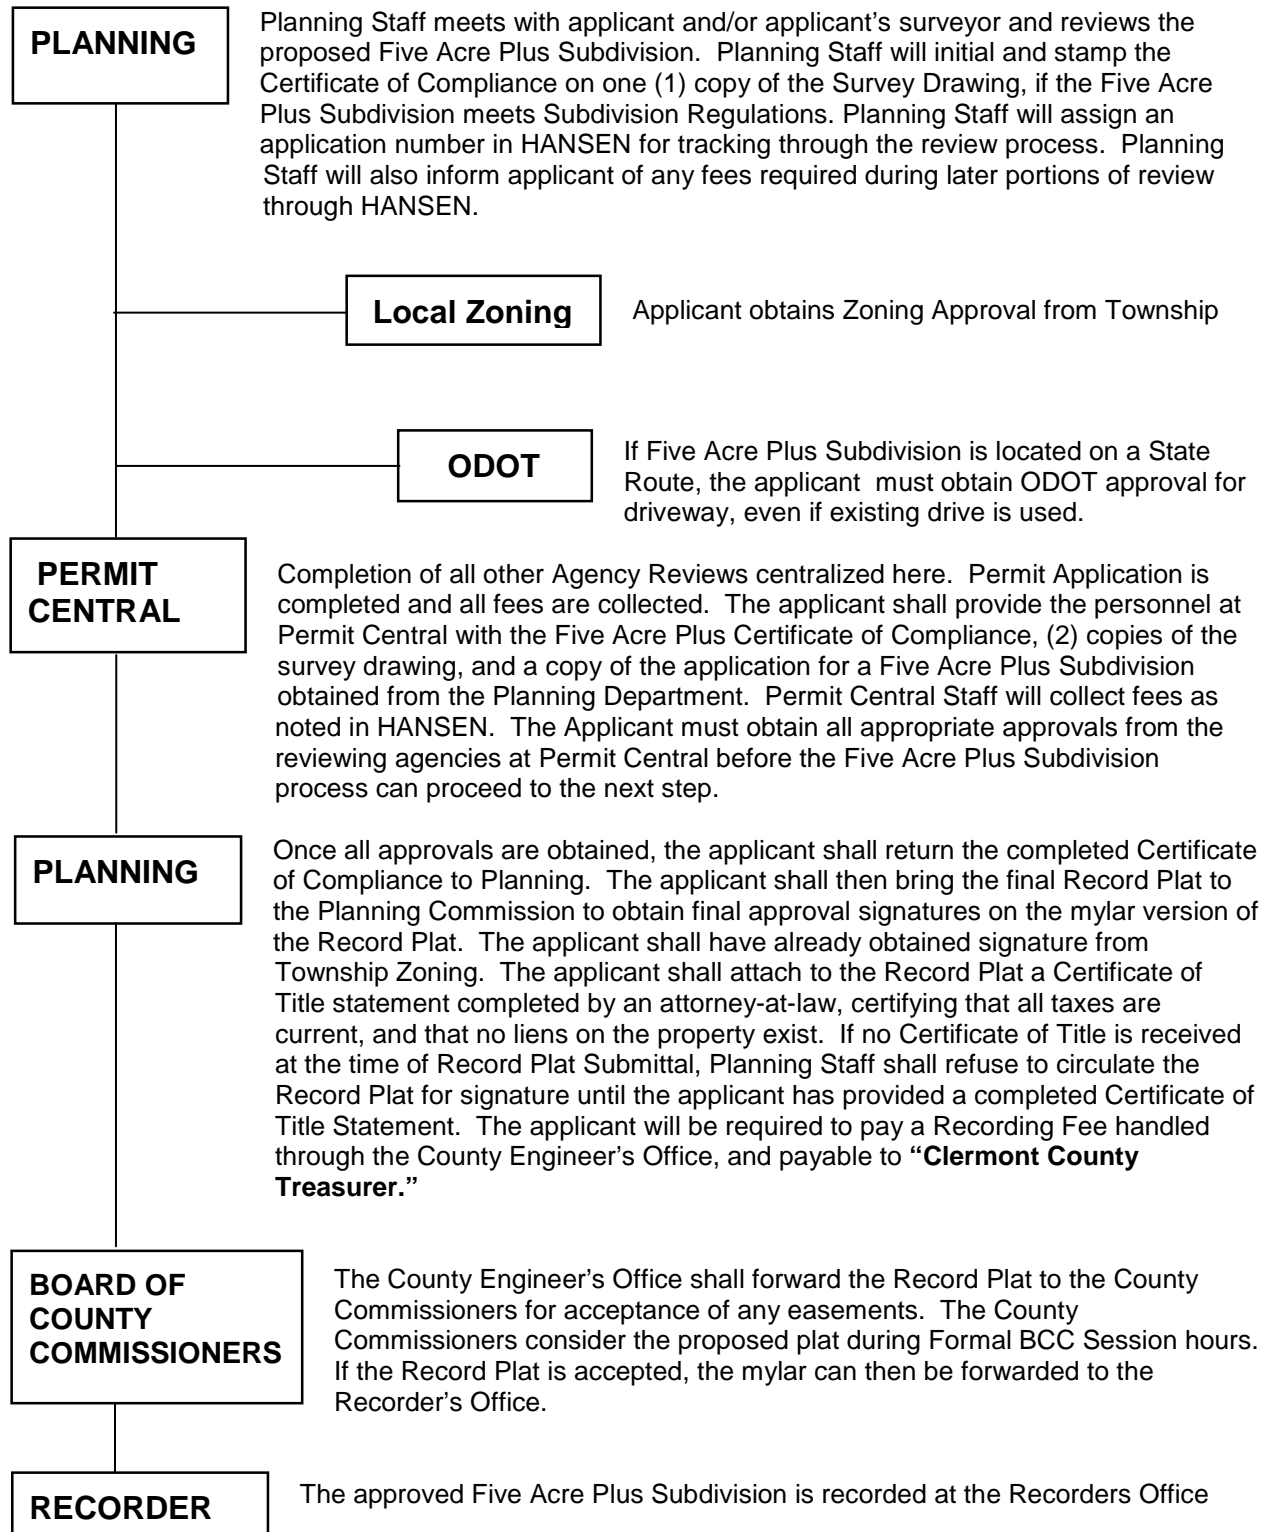 PLANNING
Planning Staff meets with applicant and/or applicant’s surveyor and reviews the
proposed Five Acre Plus Subdivision.  Planning Staff will initial and stamp the
Certificate of Compliance on one (1) copy of the Survey Drawing, if the Five Acre
Plus Subdivision meets Subdivision Regulations. Planning Staff will assign an
application number in HANSEN for tracking through the review process.  Planning
Staff will also inform applicant of any fees required during later portions of review
through HANSEN.
Local Zoning
Applicant obtains Zoning Approval from Township
ODOT
If Five Acre Plus Subdivision is located on a State
Route, the applicant  must obtain ODOT approval for
driveway, even if existing drive is used.
PERMIT
CENTRAL
Completion of all other Agency Reviews centralized here.  Permit Application is
completed and all fees are collected.  The applicant shall provide the personnel at
Permit Central with the Five Acre Plus Certificate of Compliance, (2) copies of the
survey drawing, and a copy of the application for a Five Acre Plus Subdivision
obtained from the Planning Department.  Permit Central Staff will collect fees as
noted in HANSEN.  The Applicant must obtain all appropriate approvals from the
reviewing agencies at Permit Central before the Five Acre Plus Subdivision
process can proceed to the next step.
PLANNING
Once all approvals are obtained, the applicant shall return the completed Certificate
of Compliance to Planning.  The applicant shall then bring the final Record Plat to
the Planning Commission to obtain final approval signatures on the mylar version of
the Record Plat.  The applicant shall have already obtained signature from
Township Zoning.  The applicant shall attach to the Record Plat a Certificate of
Title statement completed by an attorney-at-law, certifying that all taxes are
current, and that no liens on the property exist.  If no Certificate of Title is received
at the time of Record Plat Submittal, Planning Staff shall refuse to circulate the
Record Plat for signature until the applicant has provided a completed Certificate of
Title Statement.  The applicant will be required to pay a Recording Fee handled
through the County Engineer’s Office, and payable to “Clermont County
Treasurer.”
BOARD OF
COUNTY
COMMISSIONERS
The County Engineer’s Office shall forward the Record Plat to the County
Commissioners for acceptance of any easements.  The County
Commissioners consider the proposed plat during Formal BCC Session hours.
If the Record Plat is accepted, the mylar can then be forwarded to the
Recorder’s Office.
RECORDER
The approved Five Acre Plus Subdivision is recorded at the Recorders Office